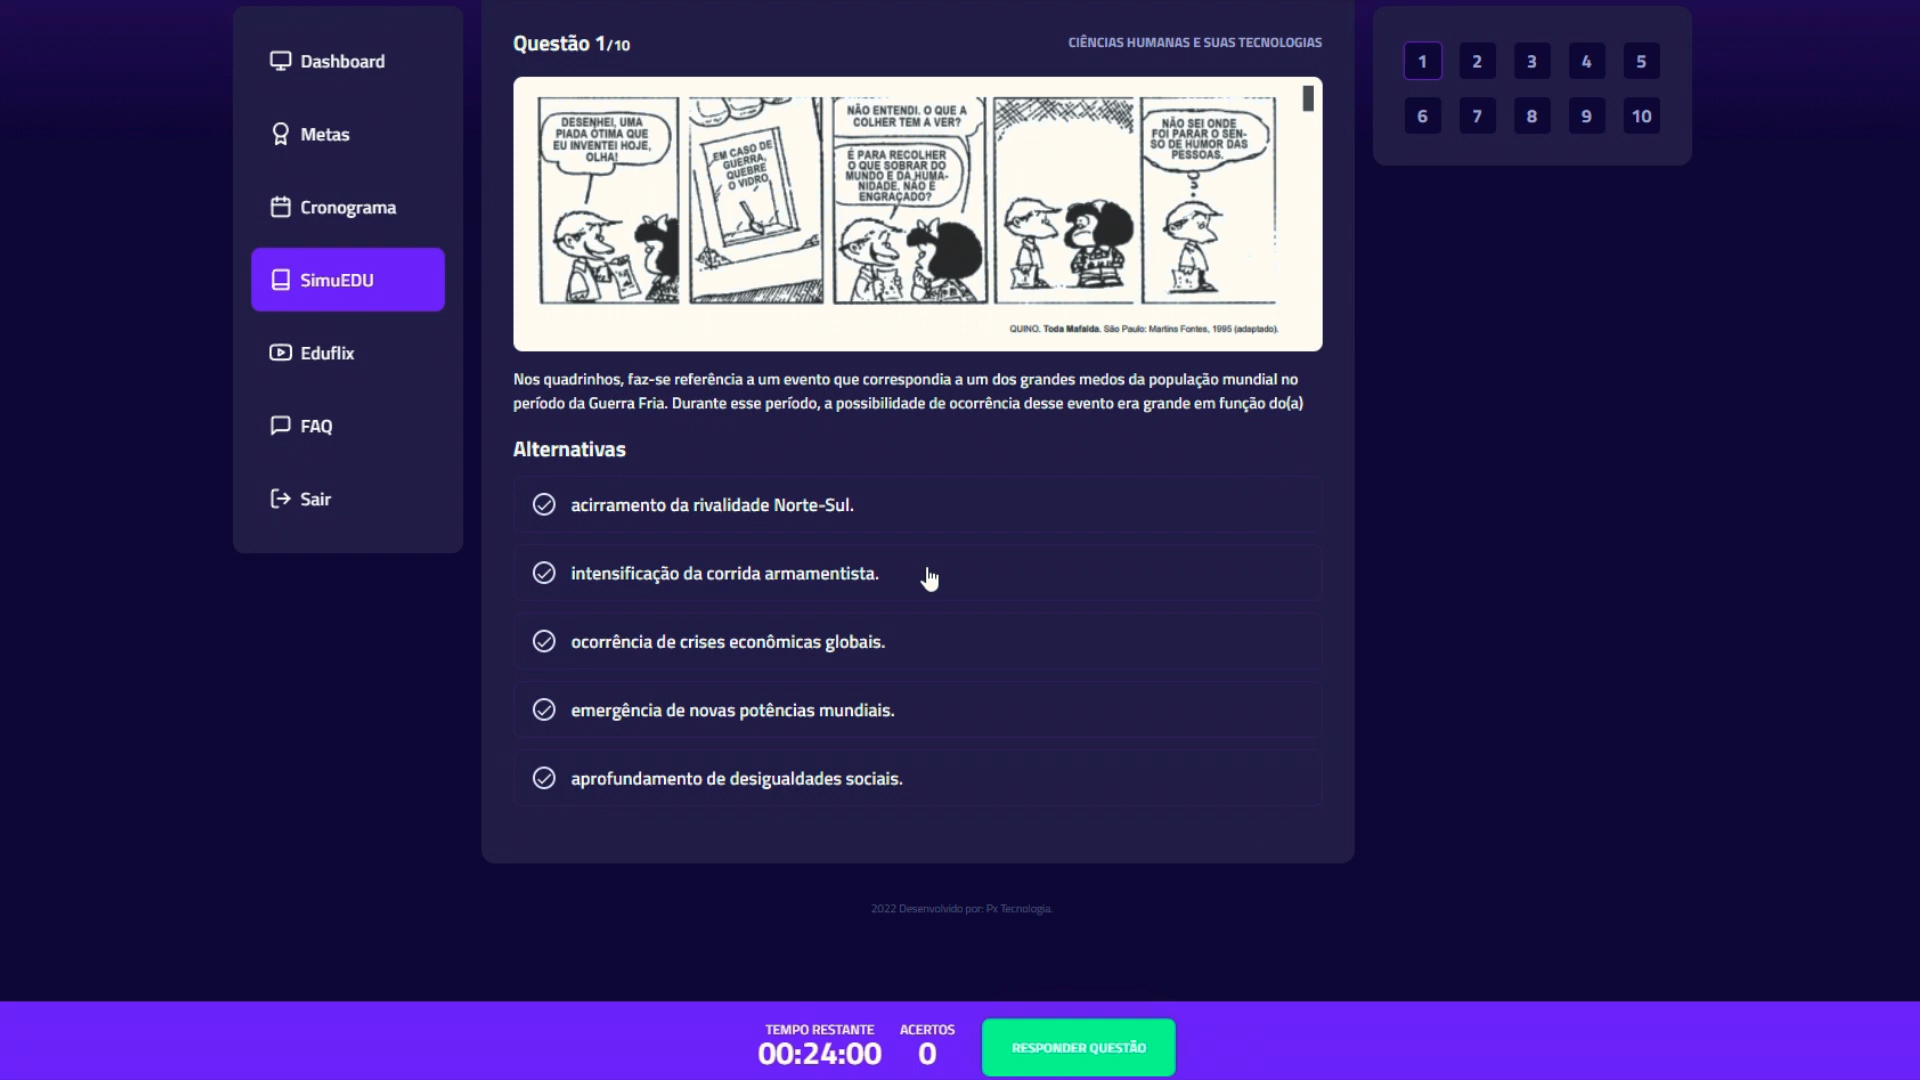 Dashboard
Metas
Cronograma
SimuEDU
Eduflix
FAQ
Sair
Questão 1/10
CIÊNCIAS HUMANAS E SUAS TECNOLOGIAS
DESENHEI, UMA
PIADA ÓTIMA QUE
EU INVENTEI HOJE,
OLHA!
EM CASO DE
GUERRA,
QUEBRE
O VIDRO
NÃO ENTENDI. O QUE A
COLHER TEM A VER?
É PARA RECOLHER
O QUE SOBRAR DO
MUNDO E DA HUMA-
NIDADE, NÃO É
ENGRAÇADO?
NÃO SEI ONDE
FOI PARAR O SEN-
SO DE HUMOR DAS
PESSOAS.
QUINO. Toda Mafalda. São Paulo: Martins Fontes, 1995 (adaptado).
Nos quadrinhos, faz-se referência a um evento que correspondia a um dos grandes medos da população mundial no
período da Guerra Fria. Durante esse período, a possibilidade de ocorrência desse evento era grande em função do(a)
Alternativas
acirramento da rivalidade Norte-Sul.
intensificação da corrida armamentista.
ocorrência de crises econômicas globais.
emergência de novas potências mundiais.
aprofundamento de desigualdades sociais.
1 2 3 4 5
6 7 8 9 10
2022 Desenvolvido por: Px Tecnologia.
TEMPO RESTANTE
00:24:00
ACERTOS
0
RESPONDER QUESTÃO